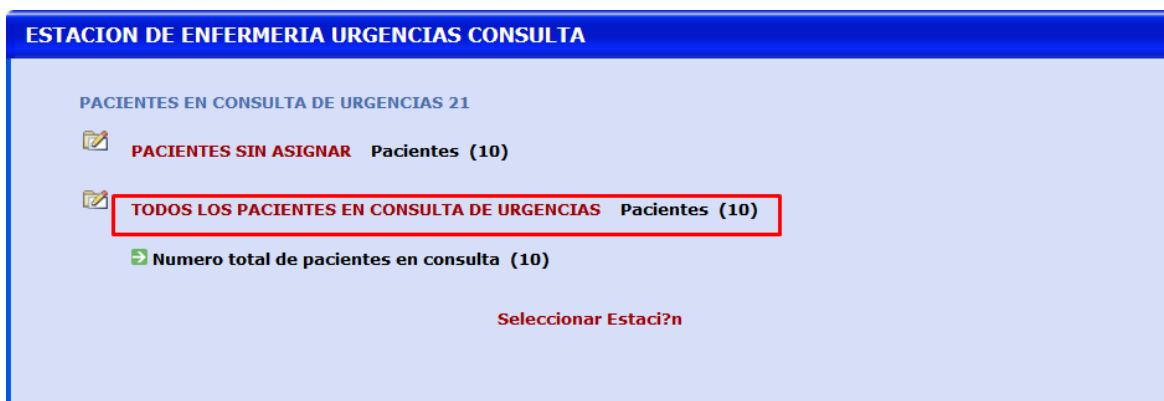 ESTACION DE ENFERMERIA URGENCIAS CONSULTA
PACIENTES EN CONSULTA DE URGENCIAS 21
PACIENTES SIN ASIGNAR Pacientes (10)
TODOS LOS PACIENTES EN CONSULTA DE URGENCIAS Pacientes (10)
Numero total de pacientes en consulta (10)
Seleccionar Estaci?n